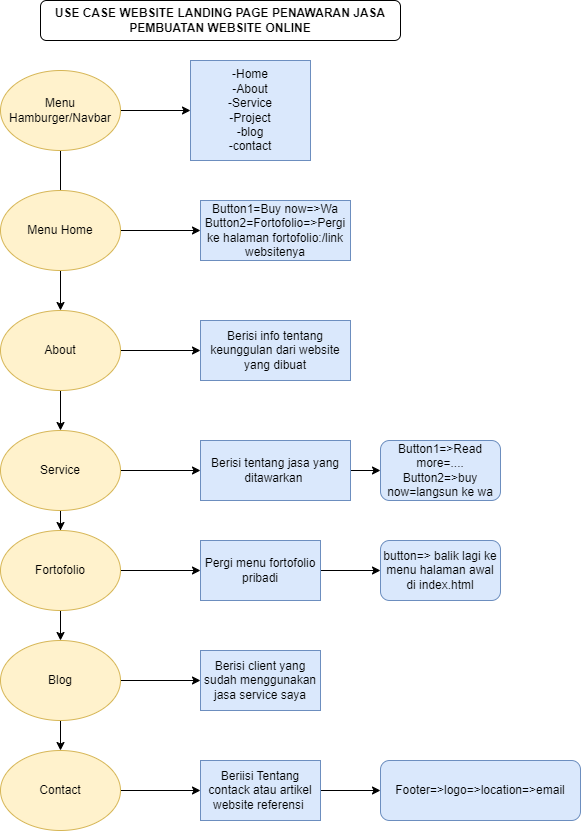 USE CASE WEBSITE LANDING PAGE PENAWARAN JASA
PEMBUATAN WEBSITE ONLINE
Menu
Hamburger/Navbar
-Home
-About
-Service
-Project
-blog
-contact
Menu Home
Button1=Buy now=>Wa
Button2=Fortofolio=>Pergi
ke halaman fortofolio:/link
websitenya
About
Berisi info tentang
keunggulan dari website
yang dibuat
Service
Berisi tentang jasa yang
ditawarkan
Button1=>Read
more=....
Button2=>buy
now=langsun ke wa
Fortofolio
Pergi menu fortofolio
pribadi
button=> balik lagi ke
menu halaman awal
di index.html
Blog
Berisi client yang
sudah menggunakan
jasa service saya
Contact
Beriisi Tentang
contack atau artikel
website referensi
Footer=>logo=>location=>email